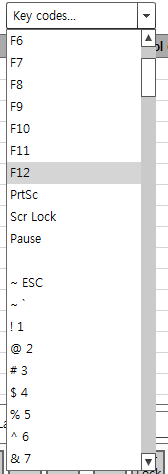 Key codes...
F6
F7
F8
F9
F10
F11
F12
PrtSc
Scr Lock
Pause
~ ESC
~ `
! 1
@ 2
# 3
$ 4
% 5
^ 6
& 7